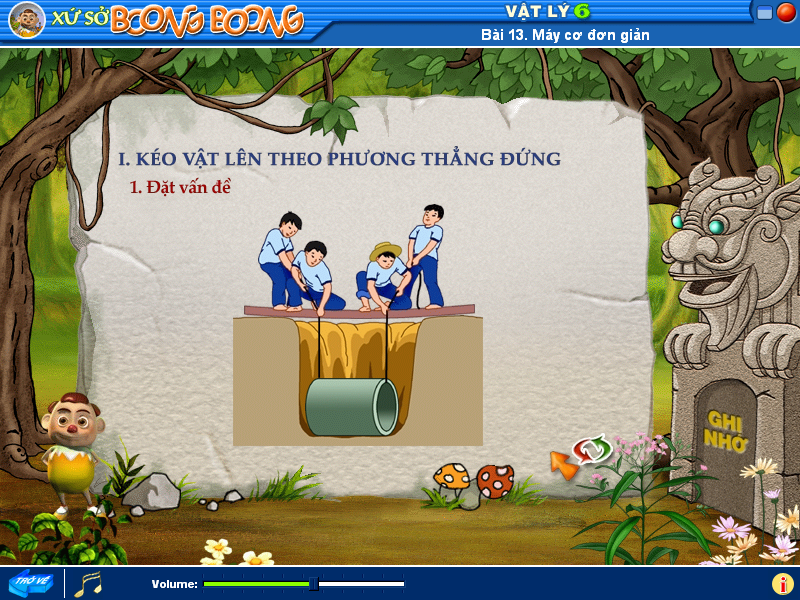 XỨ SỞ BOONG BOONG
VẬT LÝ 6
Bài 13. Máy cơ đơn giản
I. KÉO VẬT LÊN THEO PHƯƠNG THẲNG ĐỨNG
1. Đặt vấn đề
GHI
NHỚ
TRỞ VỀ
Volume:
i